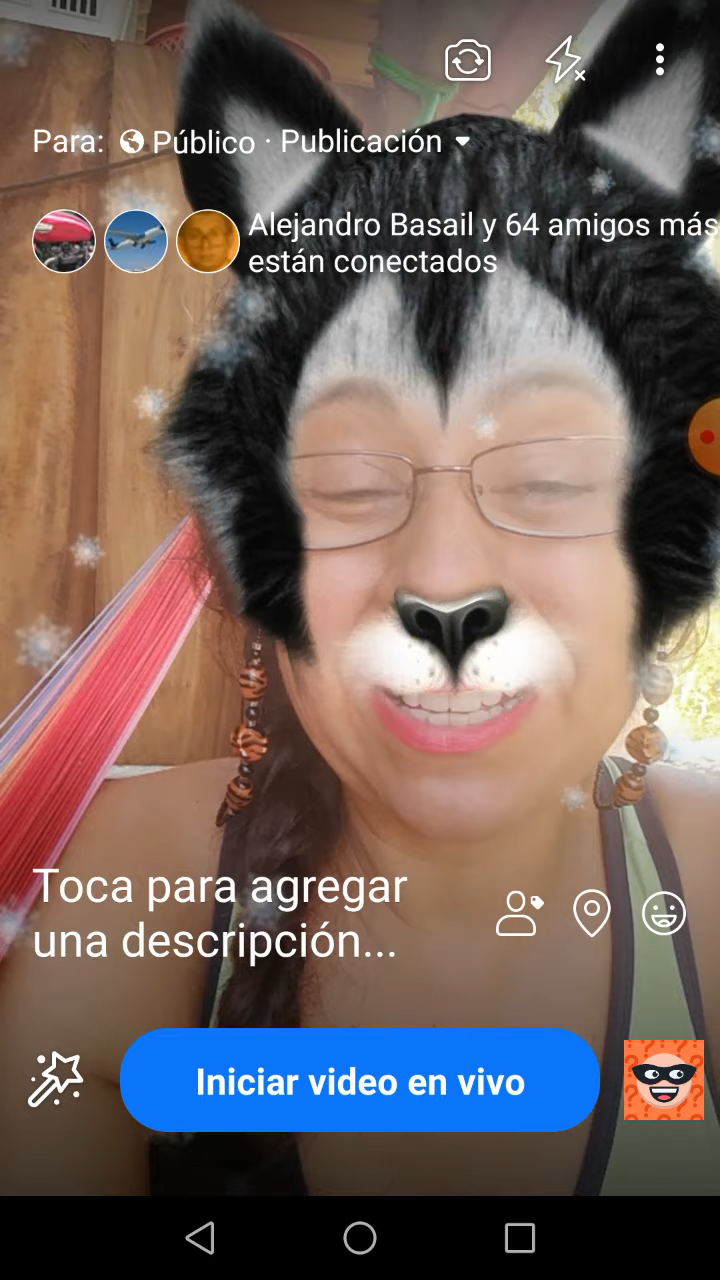 Para: Público · Publicación
Alejandro Basail y 64 amigos más
están conectados
Toca para agregar
una descripción...
Iniciar video en vivo